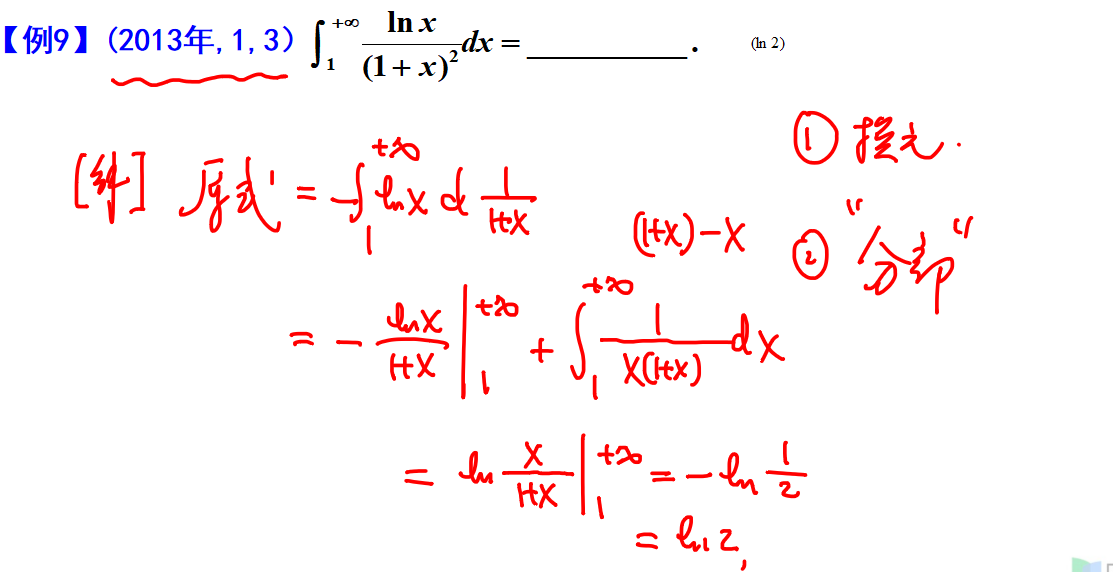 【例9】(2013年,1,3) ∫₁^{+∞} ln x / (1+x)² dx = ________. (ln 2)
① 换元.
[解] 原式 = -∫₁^{+∞} ln x d 1/(1+x)
(1+x)-x
② "分部"
= - ln x/(1+x) |₁^{+∞} + ∫₁^{+∞} 1/(x(1+x)) dx
= ln x/(1+x) |₁^{+∞} = -ln 1/2
= ln 2,